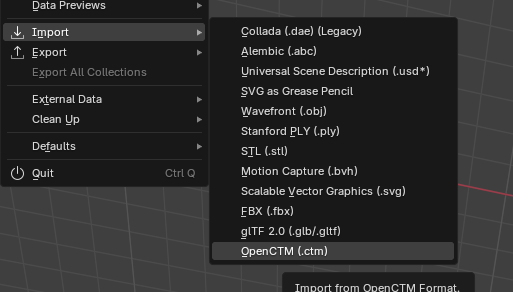 Data Previews
Import
Export
Export All Collections
External Data
Clean Up
Defaults
Quit Ctrl Q
Collada (.dae) (Legacy)
Alembic (.abc)
Universal Scene Description (.usd*)
SVG as Grease Pencil
Wavefront (.obj)
Stanford PLY (.ply)
STL (.stl)
Motion Capture (.bvh)
Scalable Vector Graphics (.svg)
FBX (.fbx)
glTF 2.0 (.glb/.gltf)
OpenCTM (.ctm)
Import from OpenCTM Format.